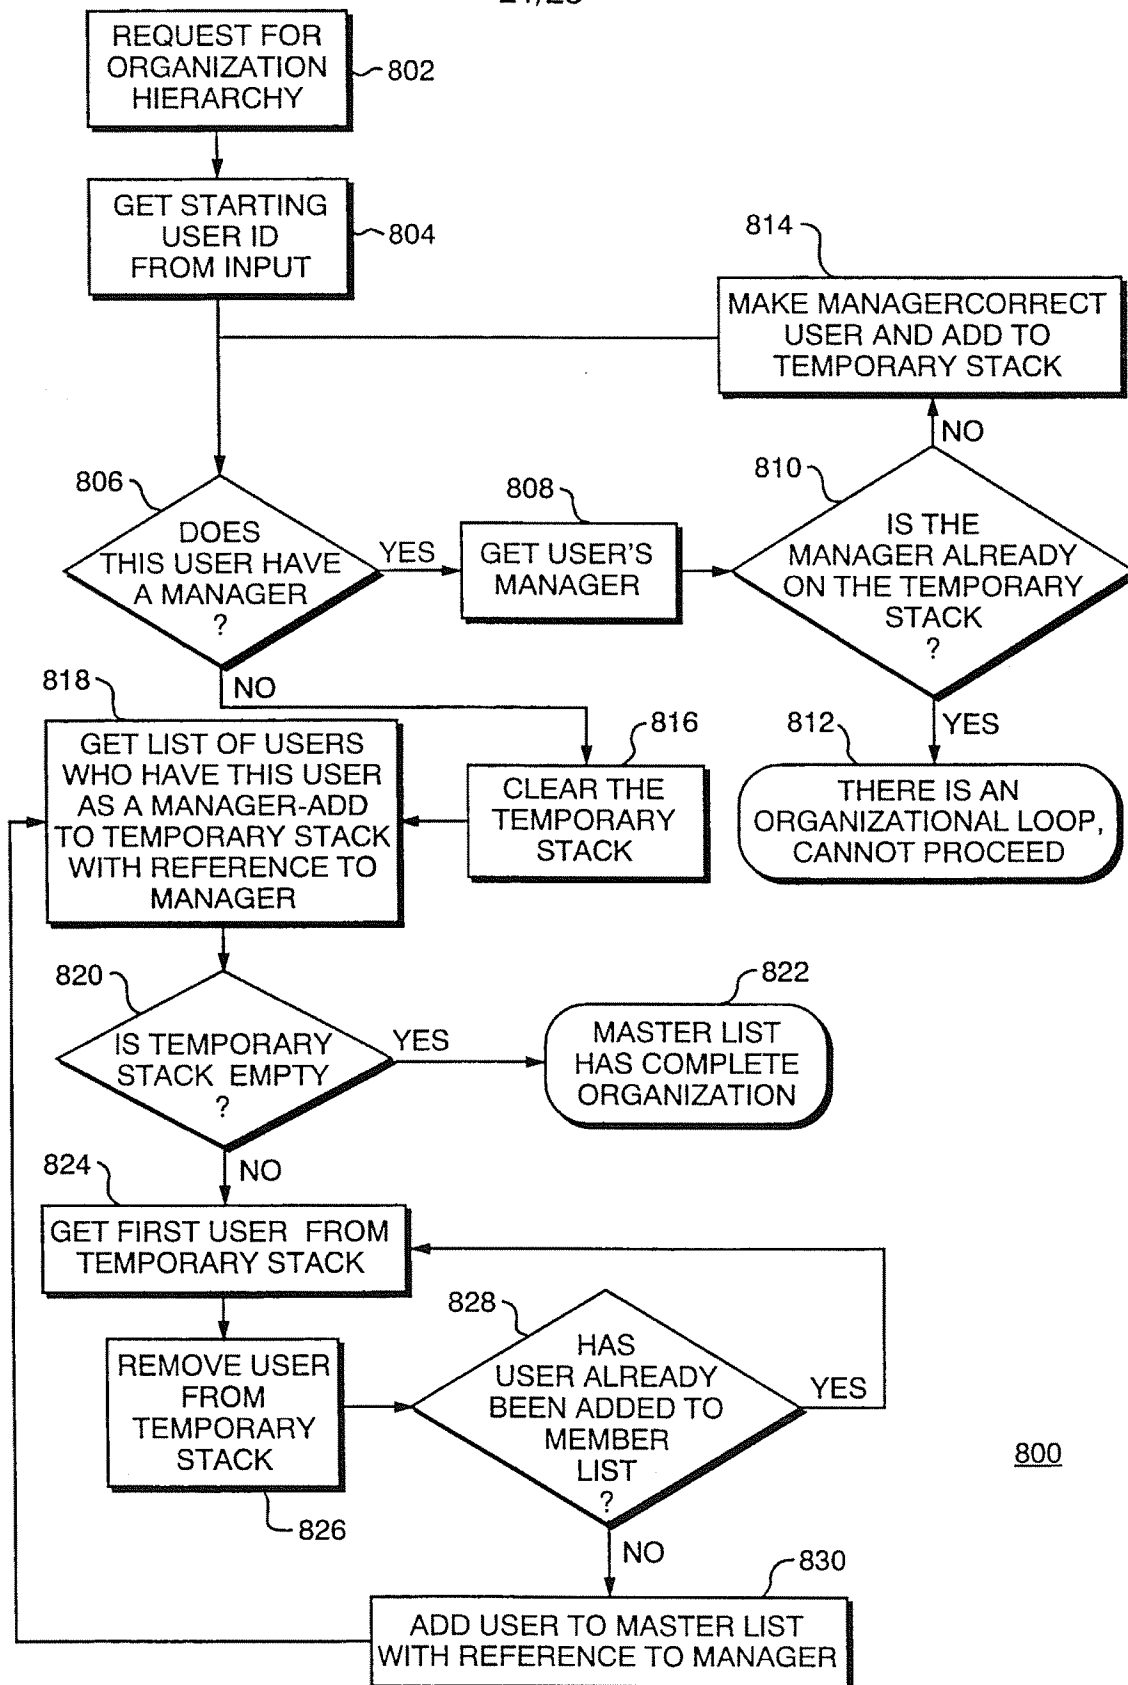 REQUEST FOR
ORGANIZATION
HIERARCHY
802
GET STARTING
USER ID
FROM INPUT
804
814
MAKE MANAGERCORRECT
USER AND ADD TO
TEMPORARY STACK
NO
806
DOES
THIS USER HAVE
A MANAGER
?
YES
808
GET USER'S
MANAGER
810
IS THE
MANAGER ALREADY
ON THE TEMPORARY
STACK
?
NO
YES
818
GET LIST OF USERS
WHO HAVE THIS USER
AS A MANAGER-ADD
TO TEMPORARY STACK
WITH REFERENCE TO
MANAGER
816
CLEAR THE
TEMPORARY
STACK
812
THERE IS AN
ORGANIZATIONAL LOOP,
CANNOT PROCEED
820
IS TEMPORARY
STACK EMPTY
?
YES
822
MASTER LIST
HAS COMPLETE
ORGANIZATION
NO
824
GET FIRST USER FROM
TEMPORARY STACK
REMOVE USER
FROM
TEMPORARY
STACK
826
828
HAS
USER ALREADY
BEEN ADDED TO
MEMBER
LIST
?
YES
800
NO
830
ADD USER TO MASTER LIST
WITH REFERENCE TO MANAGER